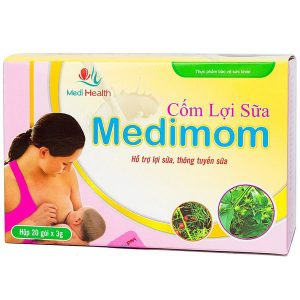 Thực phẩm bảo vệ sức khỏe
Medi Health
Cốm Lợi Sữa
Medimom
Hỗ trợ lợi sữa, thông tuyến sữa
Hộp 20 gói x 3g